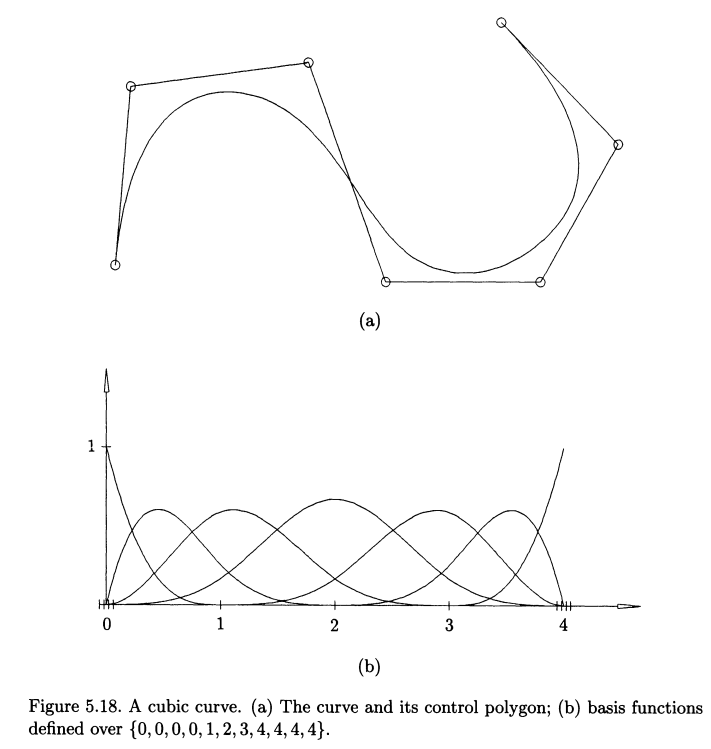 (a)
1
0 1 2 3 4
(b)
Figure 5.18. A cubic curve. (a) The curve and its control polygon; (b) basis functions
defined over {0, 0, 0, 0, 1, 2, 3, 4, 4, 4, 4}.